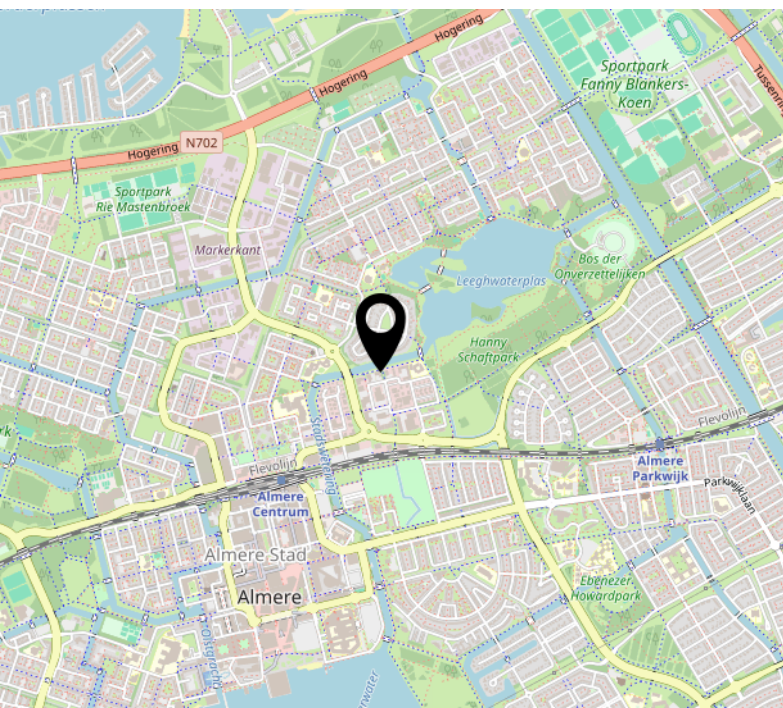 Hogering
Hogering
Sportpark
Fanny Blankers-
Koen
Hogering
N702
Sportpark
Rie Mastenbroek
Markerkant
Bos der
Onverzettelijken
Leeghwaterplas
Hanny
Schaftpark
Flevolijn
Flevolijn
Almere
Parkwijk
Parkwijklaan
Almere
Centrum
Almere Stad
Almere
Ebenezer
Howardpark